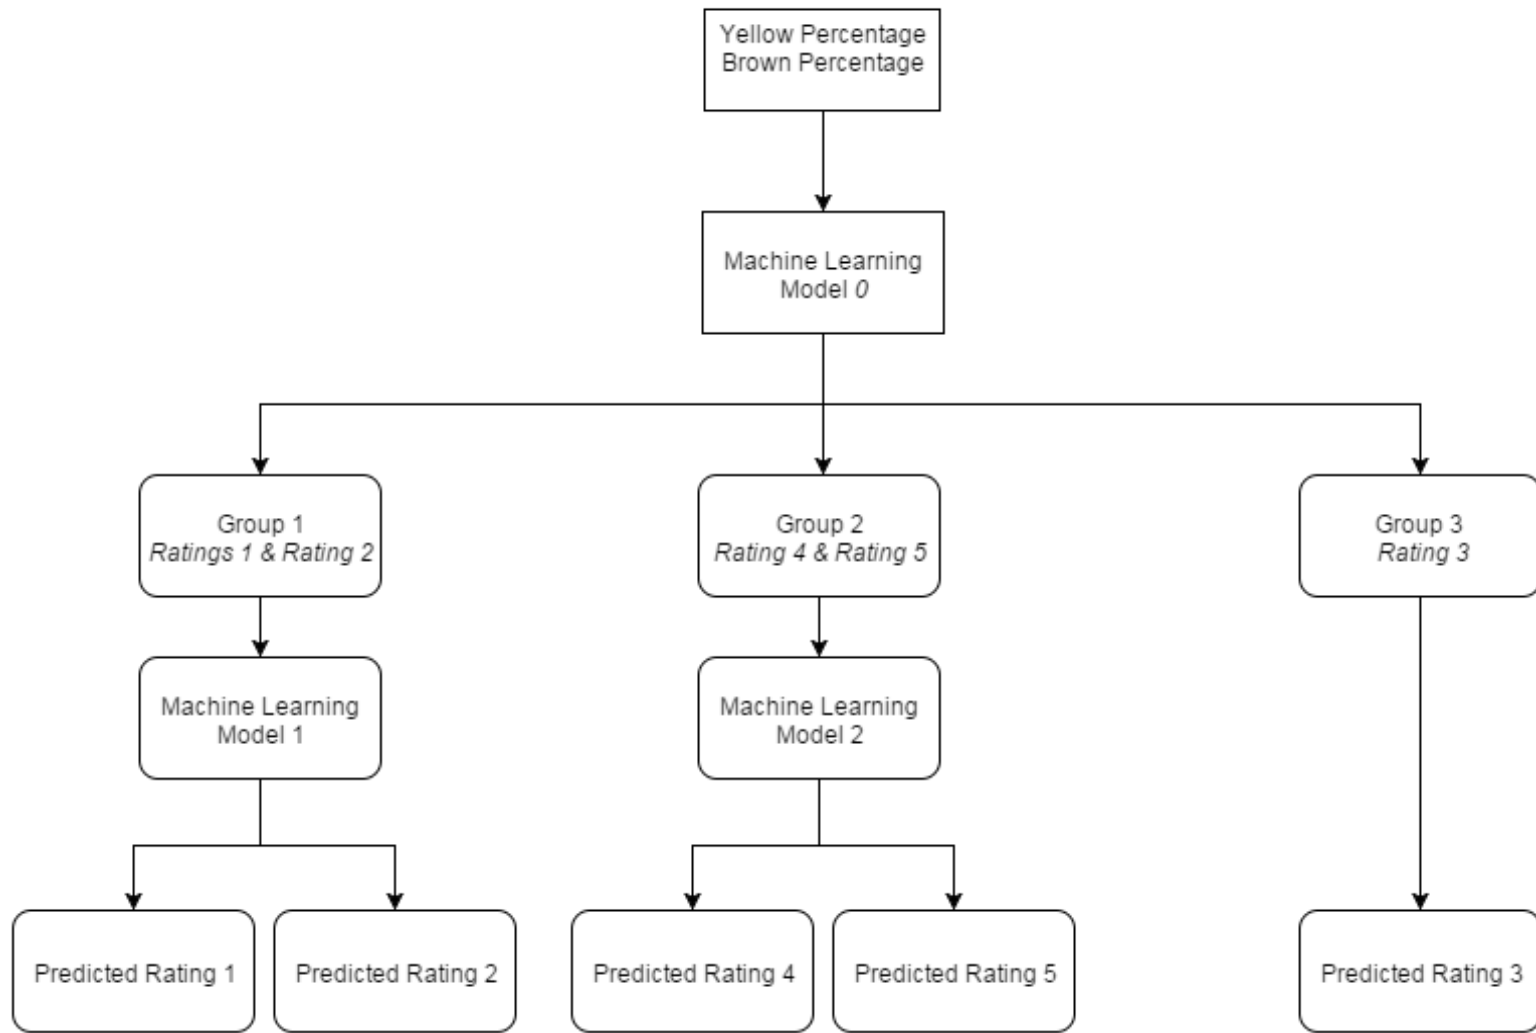 Yellow Percentage
Brown Percentage
Machine Learning
Model 0
Group 1
Ratings 1 & Rating 2
Group 2
Rating 4 & Rating 5
Group 3
Rating 3
Machine Learning
Model 1
Machine Learning
Model 2
Predicted Rating 1
Predicted Rating 2
Predicted Rating 4
Predicted Rating 5
Predicted Rating 3